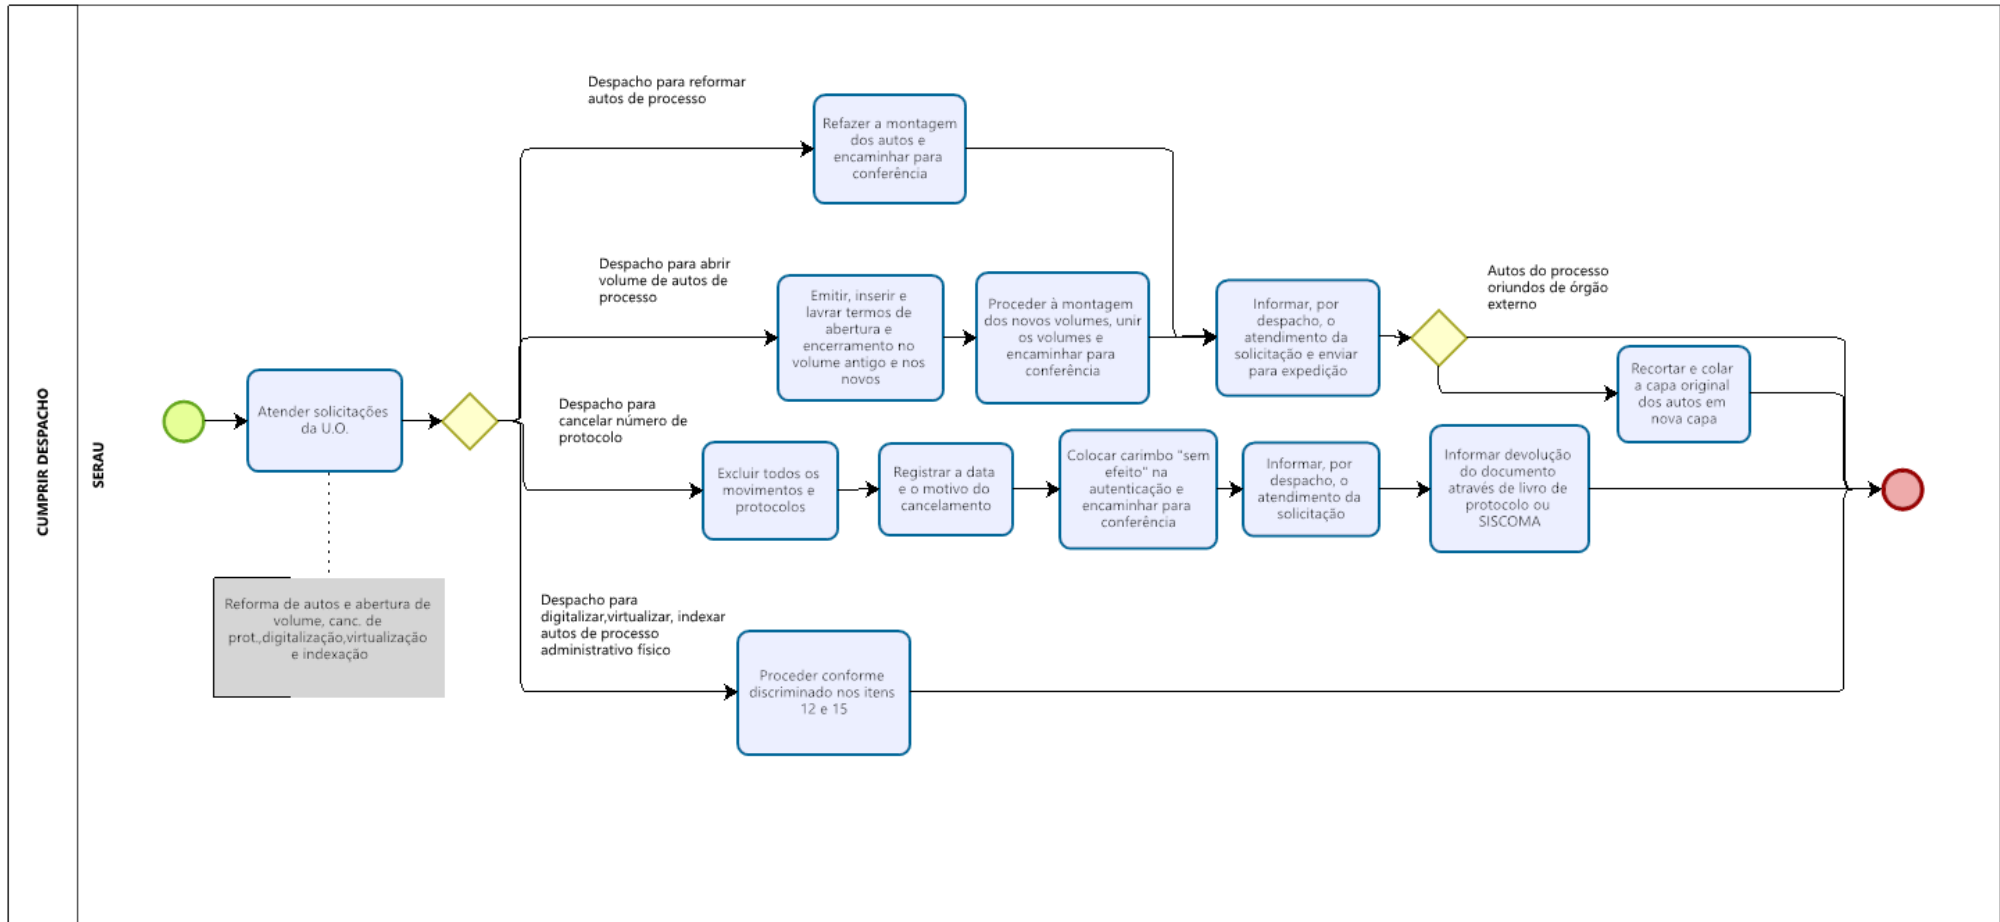 CUMPRIR DESPACHO
SERAU
Atender solicitações
da U.O.
Reforma de autos e abertura de
volume, canc. de
prot.,digitalização,virtualização
e indexação
Despacho para reformar
autos de processo
Refazer a montagem
dos autos e
encaminhar para
conferência
Despacho para abrir
volume de autos de
processo
Emitir, inserir e
lavrar termos de
abertura e
encerramento no
volume antigo e nos
novos
Proceder à montagem
dos novos volumes, unir
os volumes e
encaminhar para
conferência
Informar, por
despacho, o
atendimento da
solicitação e enviar
para expedição
Autos do processo
oriundos de órgão
externo
Recortar e colar
a capa original
dos autos em
nova capa
Despacho para
cancelar número de
protocolo
Excluir todos os
movimentos e
protocolos
Registrar a data
e o motivo do
cancelamento
Colocar carimbo "sem
efeito" na
autenticação e
encaminhar para
conferência
Informar, por
despacho, o
atendimento da
solicitação
Informar devolução
do documento
através de livro de
protocolo ou
SISCOMA
Despacho para
digitalizar,virtualizar, indexar
autos de processo
administrativo físico
Proceder conforme
discriminado nos itens
12 e 15